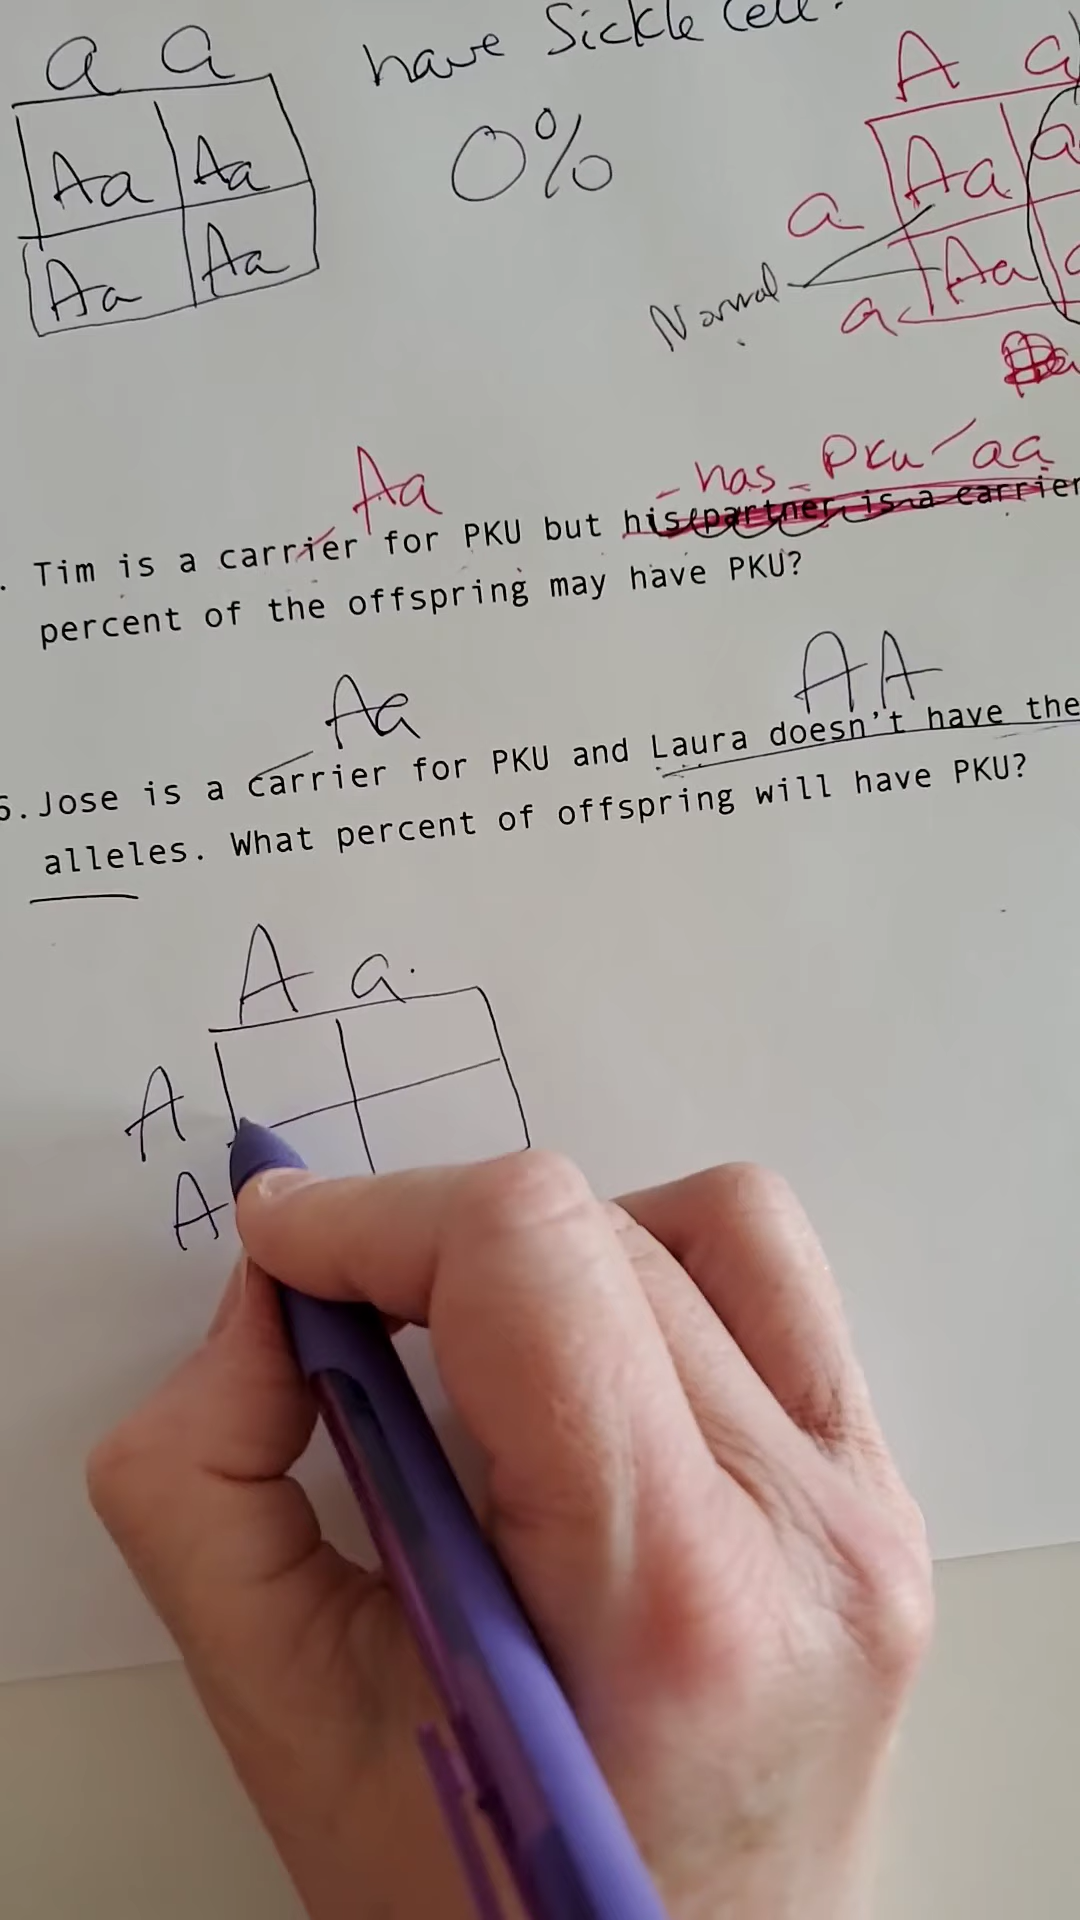 a a
have Sickle Cell.
Aa Aa
Aa Aa
0%
A a
a Aa a
a Aa
Normal
Aa
- has - PKU aa
Tim is a carrier for PKU but his partner is a carrier
percent of the offspring may have PKU?
Aa
AA
5. Jose is a carrier for PKU and Laura doesn't have the
alleles. What percent of offspring will have PKU?
A a
A
A